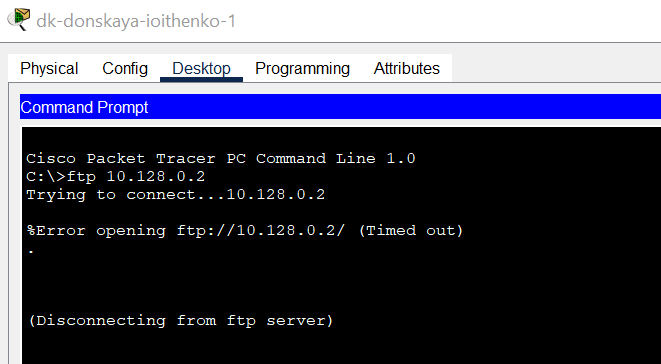 dk-donskaya-ioithenko-1
Physical Config Desktop Programming Attributes
Command Prompt
Cisco Packet Tracer PC Command Line 1.0
C:\>ftp 10.128.0.2
Trying to connect...10.128.0.2
%Error opening ftp://10.128.0.2/ (Timed out)
.
(Disconnecting from ftp server)